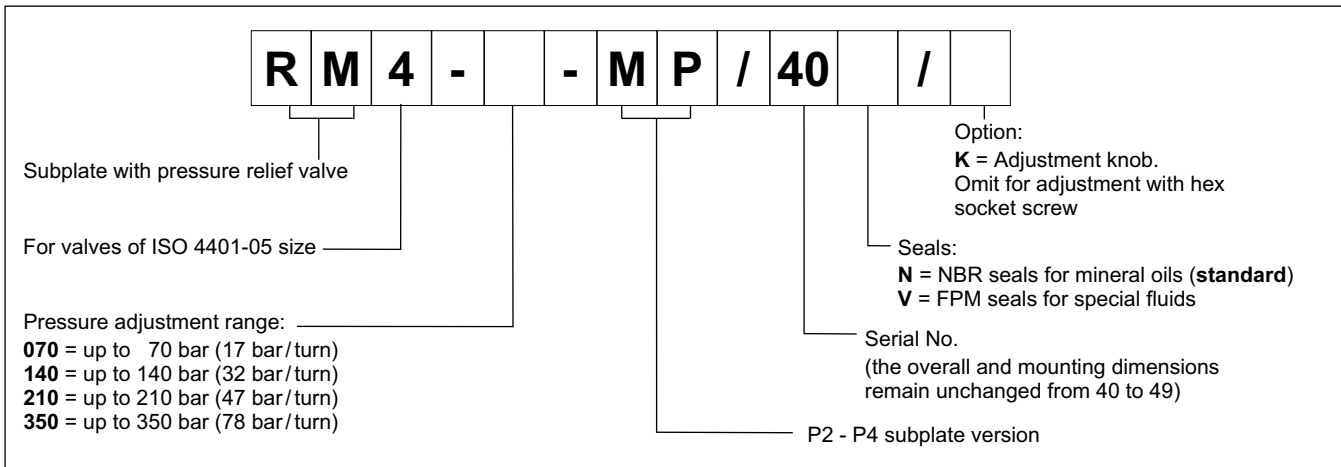 RM4- -MP/40 /
Option:
K = Adjustment knob.
Omit for adjustment with hex
socket screw
Subplate with pressure relief valve
For valves of ISO 4401-05 size
Seals:
N = NBR seals for mineral oils (standard)
V = FPM seals for special fluids
Pressure adjustment range:
070 = up to 70 bar (17 bar/turn)
140 = up to 140 bar (32 bar/turn)
210 = up to 210 bar (47 bar/turn)
350 = up to 350 bar (78 bar/turn)
Serial No.
(the overall and mounting dimensions
remain unchanged from 40 to 49)
P2 - P4 subplate version